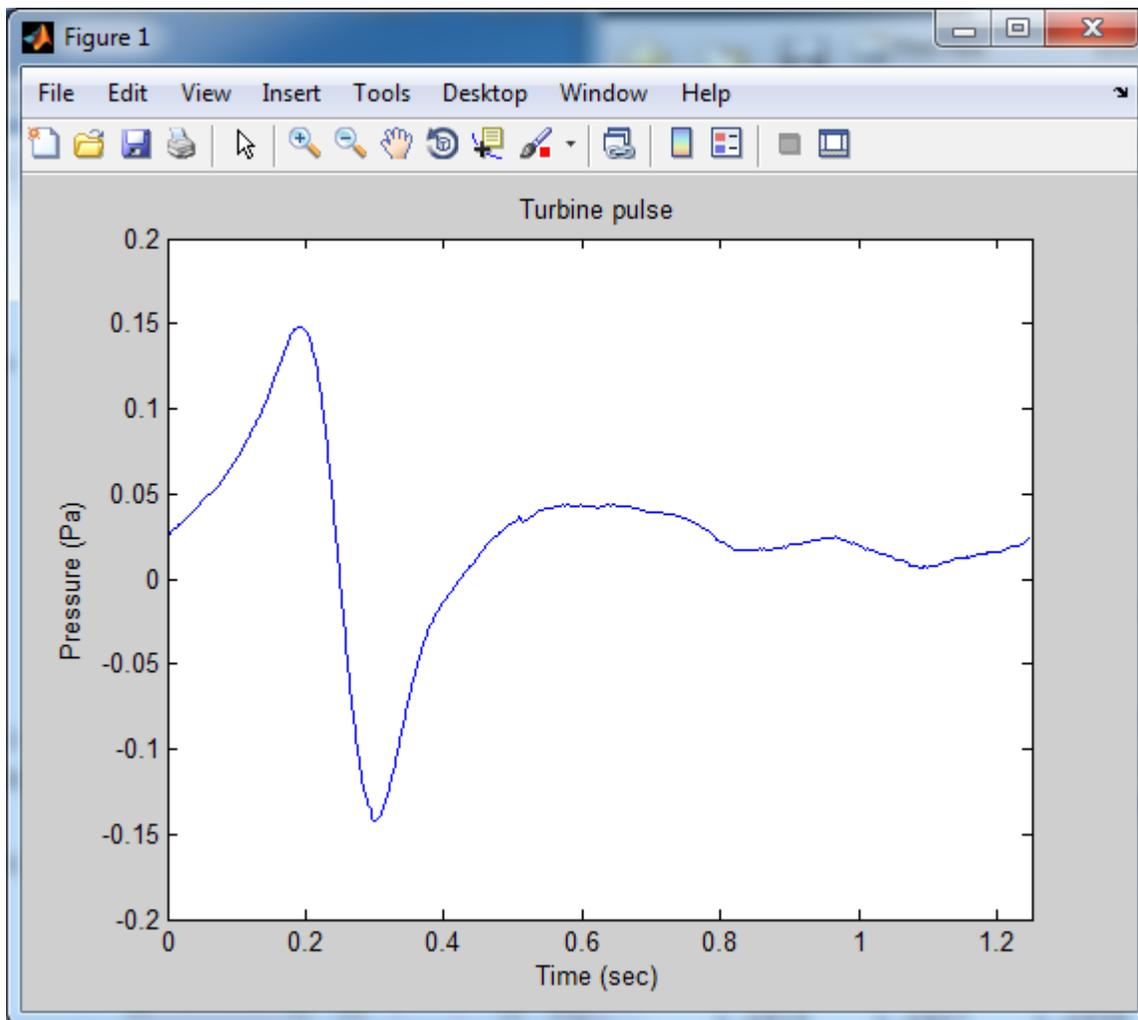 Figure 1
File Edit View Insert Tools Desktop Window Help
Turbine pulse
0.2
0.15
0.1
0.05
0
-0.05
-0.1
-0.15
-0.2
Pressure (Pa)
0 0.2 0.4 0.6 0.8 1 1.2
Time (sec)